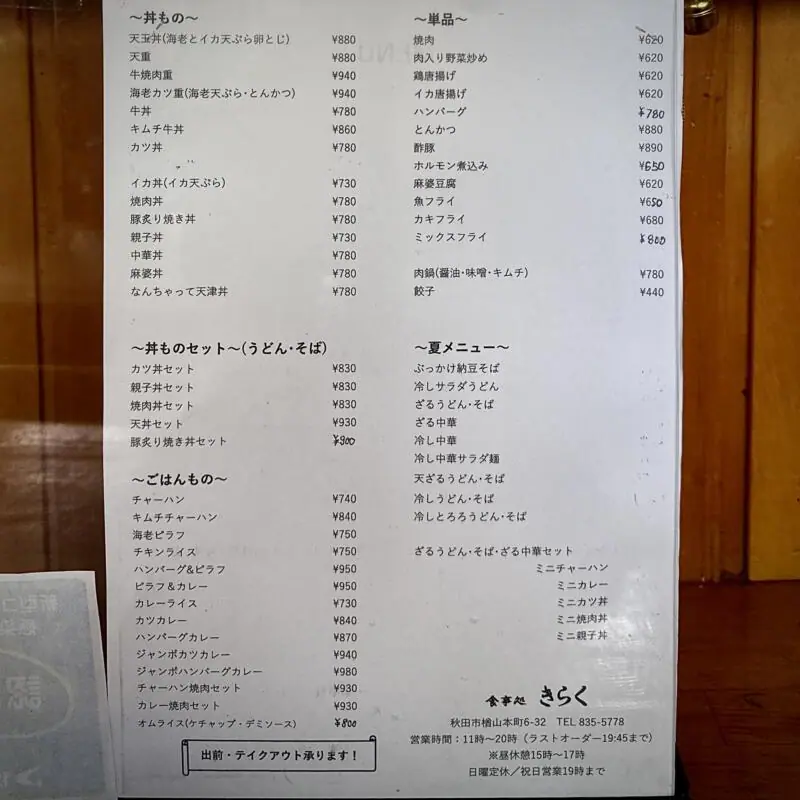 ～丼もの～
天玉丼(海老とイカ天ぷら卵とじ) ¥880
天重 ¥880
牛焼肉重 ¥940
海老カツ重(海老天ぷら･とんかつ) ¥940
牛丼 ¥780
キムチ牛丼 ¥860
カツ丼 ¥780
イカ丼(イカ天ぷら) ¥730
焼肉丼 ¥780
豚炙り焼き丼 ¥780
親子丼 ¥730
中華丼 ¥780
麻婆丼 ¥780
なんちゃって天津丼 ¥780
～丼ものセット～(うどん･そば)
カツ丼セット ¥830
親子丼セット ¥830
焼肉丼セット ¥830
天丼セット ¥930
豚炙り焼き丼セット ¥900
～ごはんもの～
チャーハン ¥740
キムチチャーハン ¥840
海老ピラフ ¥750
チキンライス ¥750
ハンバーグ&ピラフ ¥950
ピラフ＆カレー ¥950
カレーライス ¥730
カツカレー ¥840
ハンバーグカレー ¥870
ジャンボカツカレー ¥940
ジャンボハンバーグカレー ¥980
チャーハン焼肉セット ¥930
カレー焼肉セット ¥930
オムライス(ケチャップ・デミソース) ¥800
出前・テイクアウト承ります！
～単品～
焼肉 ¥620
肉入り野菜炒め ¥620
鶏唐揚げ ¥620
イカ唐揚げ ¥620
ハンバーグ ¥780
とんかつ ¥880
酢豚 ¥890
ホルモン煮込み ¥650
麻婆豆腐 ¥620
魚フライ ¥650
カキフライ ¥680
ミックスフライ ¥800
肉鍋(醤油･味噌･キムチ) ¥780
餃子 ¥440
～夏メニュー～
ぶっかけ納豆そば
冷しサラダうどん
ざるうどん･そば
ざる中華
冷し中華
冷し中華サラダ麺
天ざるうどん･そば
冷しうどん･そば
冷しとろろうどん･そば
ざるうどん･そば･ざる中華セット
ミニチャーハン
ミニカレー
ミニカツ丼
ミニ焼肉丼
ミニ親子丼
食事処 きらく
秋田市楢山本町6-32 TEL 835-5778
営業時間：11時～20時（ラストオーダー19:45まで）
※昼休憩15時～17時
日曜定休／祝日営業19時まで